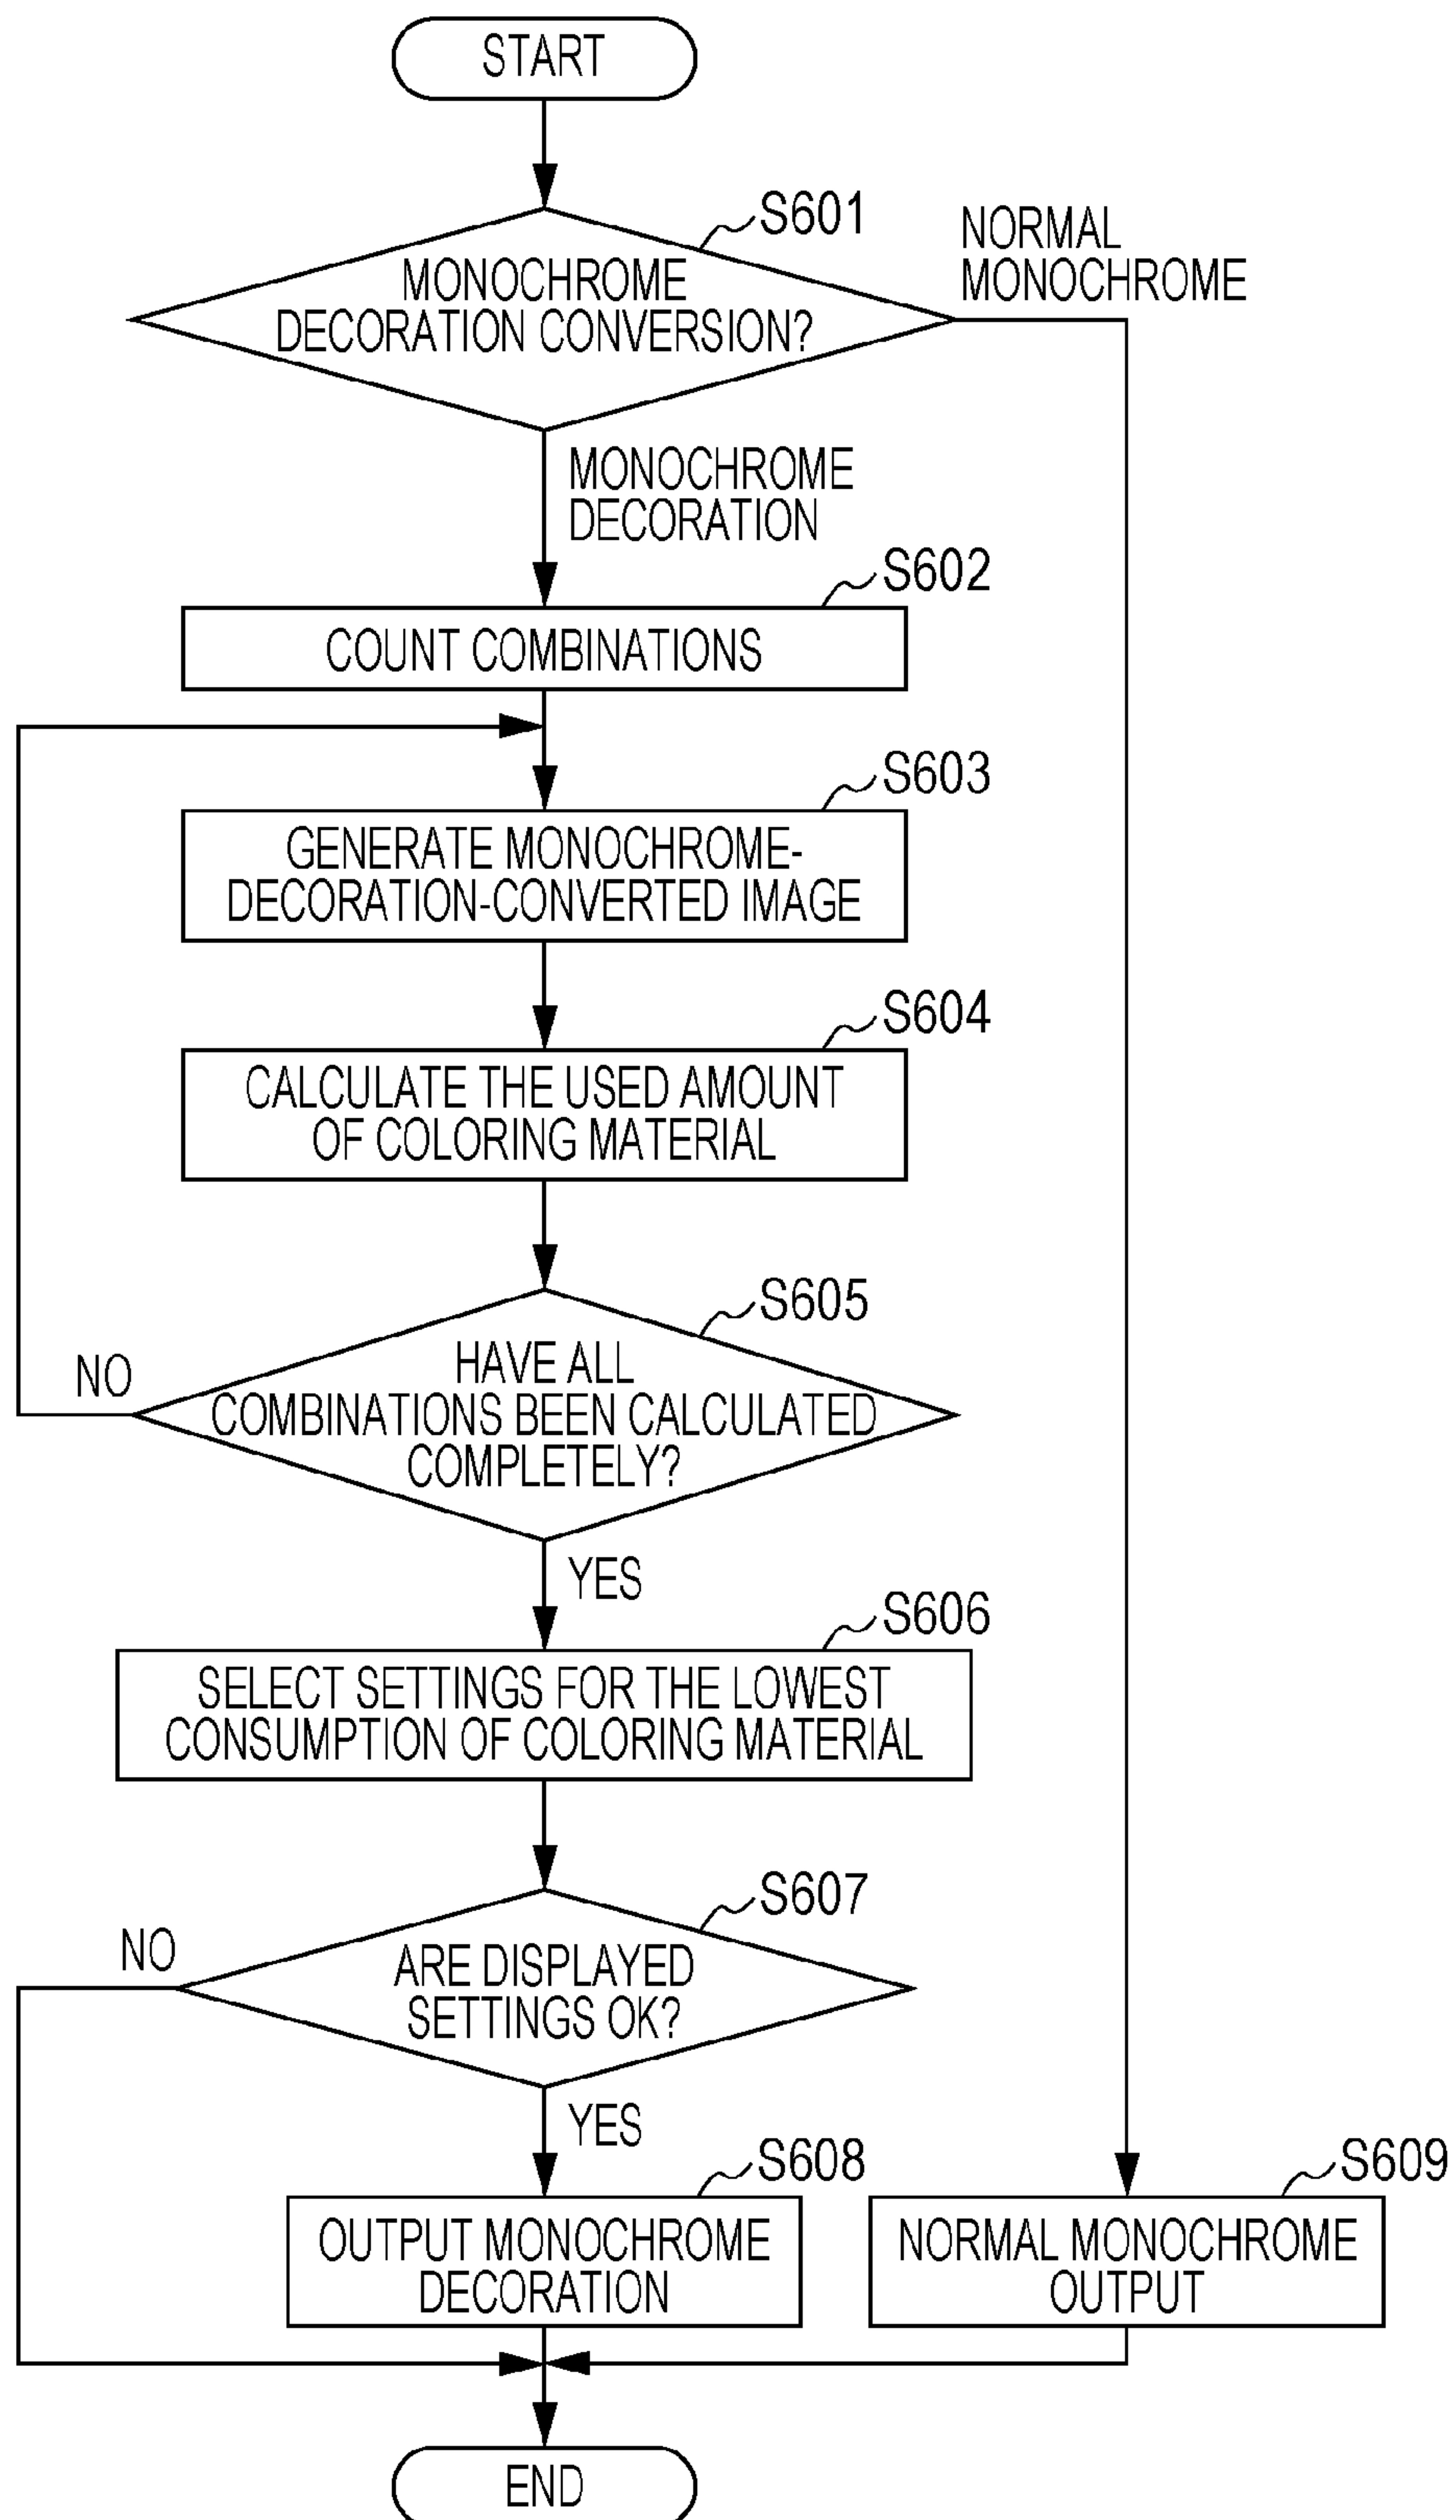 START
S601
NORMAL
MONOCHROME
MONOCHROME
DECORATION CONVERSION?
MONOCHROME
DECORATION
S602
COUNT COMBINATIONS
S603
GENERATE MONOCHROME-
DECORATION-CONVERTED IMAGE
S604
CALCULATE THE USED AMOUNT
OF COLORING MATERIAL
S605
NO
HAVE ALL
COMBINATIONS BEEN CALCULATED
COMPLETELY?
YES
S606
SELECT SETTINGS FOR THE LOWEST
CONSUMPTION OF COLORING MATERIAL
S607
NO
ARE DISPLAYED
SETTINGS OK?
YES
S608
OUTPUT MONOCHROME
DECORATION
S609
NORMAL MONOCHROME
OUTPUT
END